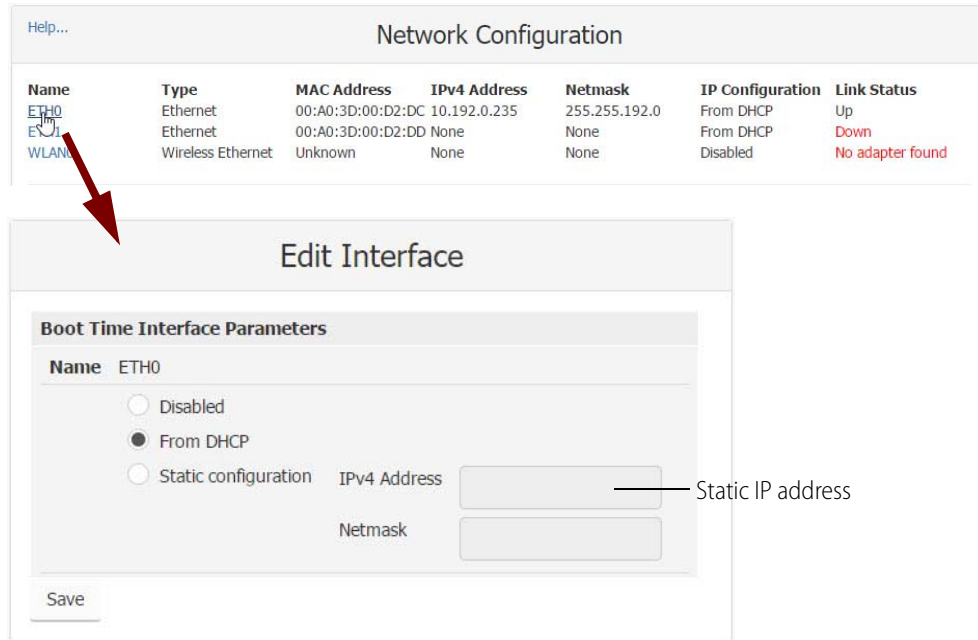 Help...
Network Configuration
Name Type MAC Address IPv4 Address Netmask IP Configuration Link Status
ETH0 Ethernet 00:A0:3D:00:D2:DC 10.192.0.235 255.255.192.0 From DHCP Up
Ethernet 00:A0:3D:00:D2:DD None None From DHCP Down
WLAN0 Wireless Ethernet Unknown None None Disabled No adapter found
Edit Interface
Boot Time Interface Parameters
Name ETH0
Disabled
From DHCP
Static configuration IPv4 Address Static IP address
Netmask
Save